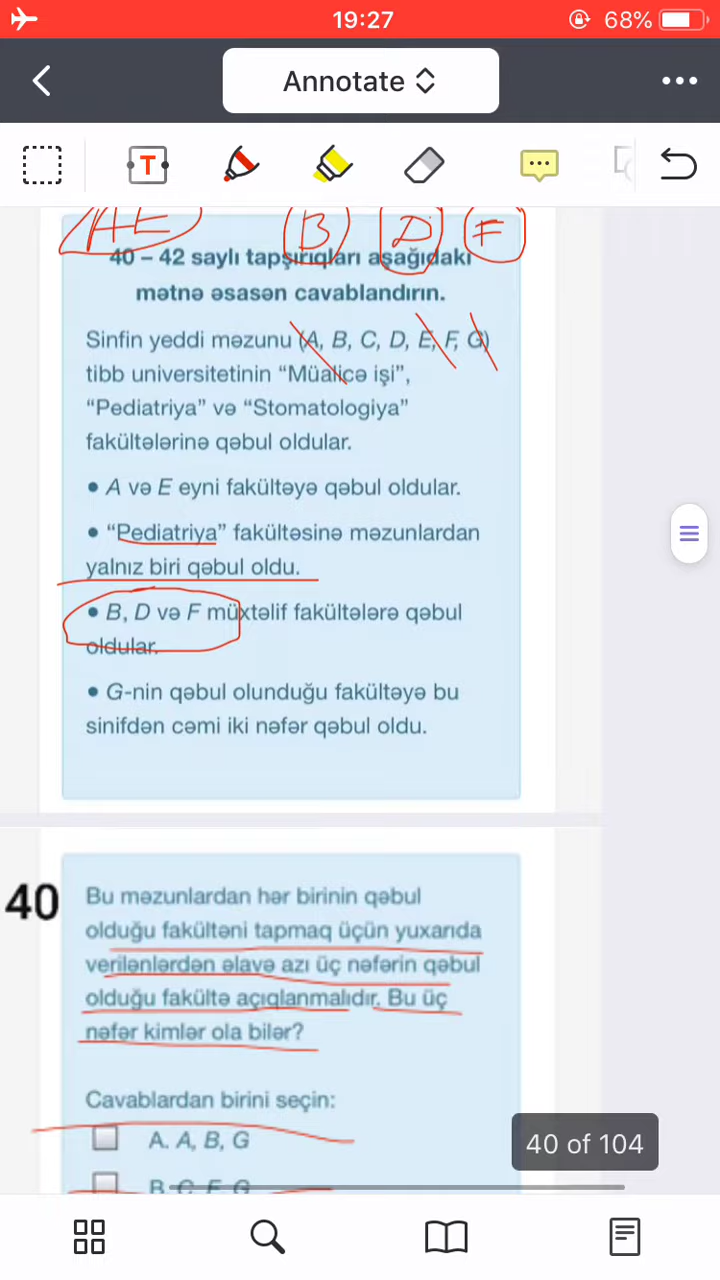 19:27
68%
Annotate
T
AE B D F
40 – 42 saylı tapşırıqları aşağıdakı
mətnə əsasən cavablandırın.
Sinfin yeddi məzunu (A, B, C, D, E, F, G)
tibb universitetinin “Müalicə işi”,
“Pediatriya” və “Stomatologiya”
fakültələrinə qəbul oldular.
• A və E eyni fakültəyə qəbul oldular.
• “Pediatriya” fakültəsinə məzunlardan
yalnız biri qəbul oldu.
• B, D və F müxtəlif fakültələrə qəbul
oldular.
• G-nin qəbul olunduğu fakültəyə bu
sinifdən cəmi iki nəfər qəbul oldu.
40
Bu məzunlardan hər birinin qəbul
olduğu fakültəni tapmaq üçün yuxarıda
verilənlərdən əlavə azı üç nəfərin qəbul
olduğu fakültə açıqlanmalıdır. Bu üç
nəfər kimlər ola bilər?
Cavablardan birini seçin:
A. A, B, G
40 of 104
B. C, F, G